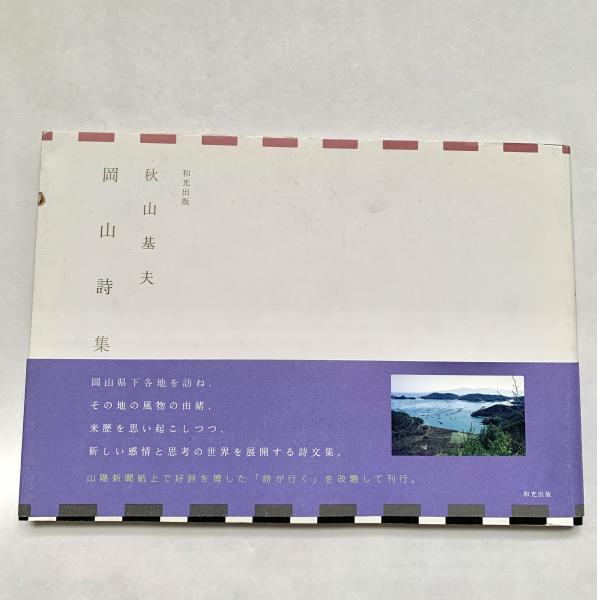 和光出版
秋山基夫
岡山詩集
岡山県下各地を訪ね、
その地の風物の由緒、
来歴を思い起こしつつ、
新しい感情と思考の世界を展開する詩文集。
山陽新聞紙上で好評を博した「詩が行く」を改題して刊行。
和光出版